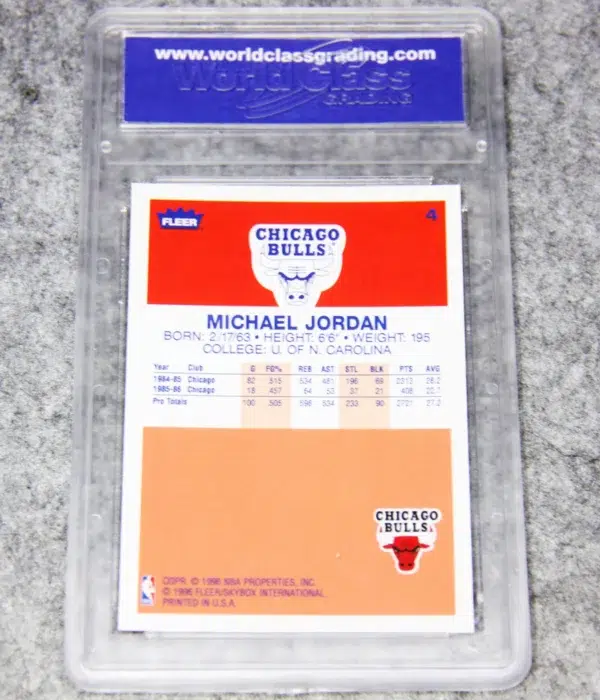 www.worldclassgrading.com
World Class
GRADING
FLEER
4
CHICAGO
BULLS
MICHAEL JORDAN
BORN: 2/17/63 • HEIGHT: 6'6" • WEIGHT: 195
COLLEGE: U. OF N. CAROLINA
Year Club G FG% REB AST STL BLK PTS AVG
1984-85 Chicago 82 .515 534 481 196 69 2313 28.2
1985-86 Chicago 18 .457 64 53 37 21 408 22.7
Pro Totals 100 .505 598 534 233 90 2721 27.2
CHICAGO
BULLS
COPR. © 1996 NBA PROPERTIES, INC.
© 1996 FLEER/SKYBOX INTERNATIONAL
PRINTED IN U.S.A.